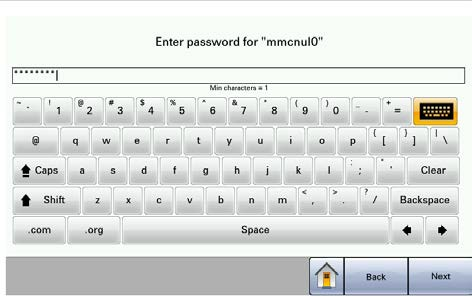 Enter password for "mmcnul0"
********
Min characters = 1
~ ` ! 1 @ 2 # 3 $ 4 % 5 ^ 6 & 7 * 8 ( 9 ) 0 _ - + =
@ q w e r t y u i o p { [ } ] | \
Caps a s d f g h j k l : ; " ' Clear
Shift z x c v b n m < , > . ? / Backspace
.com .org Space
Back Next